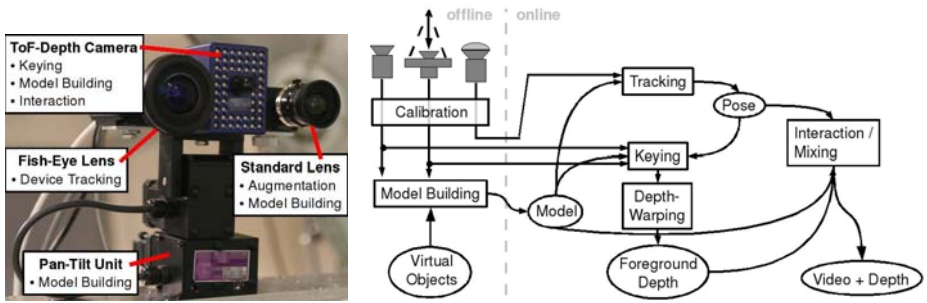 ToF-Depth Camera
• Keying
• Model Building
• Interaction
Fish-Eye Lens
• Device Tracking
Standard Lens
• Augmentation
• Model Building
Pan-Tilt Unit
• Model Building
offline
online
Calibration
Tracking
Pose
Interaction /
Mixing
Keying
Model Building
Model
Depth-
Warping
Virtual
Objects
Foreground
Depth
Video + Depth